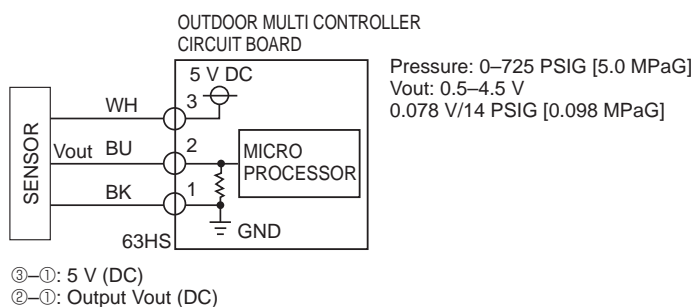 OUTDOOR MULTI CONTROLLER
CIRCUIT BOARD
Pressure: 0–725 PSIG [5.0 MPaG]
Vout: 0.5–4.5 V
0.078 V/14 PSIG [0.098 MPaG]
5 V DC
WH
3
SENSOR
Vout BU
2
MICRO
PROCESSOR
BK
1
GND
63HS
③–①: 5 V (DC)
②–①: Output Vout (DC)